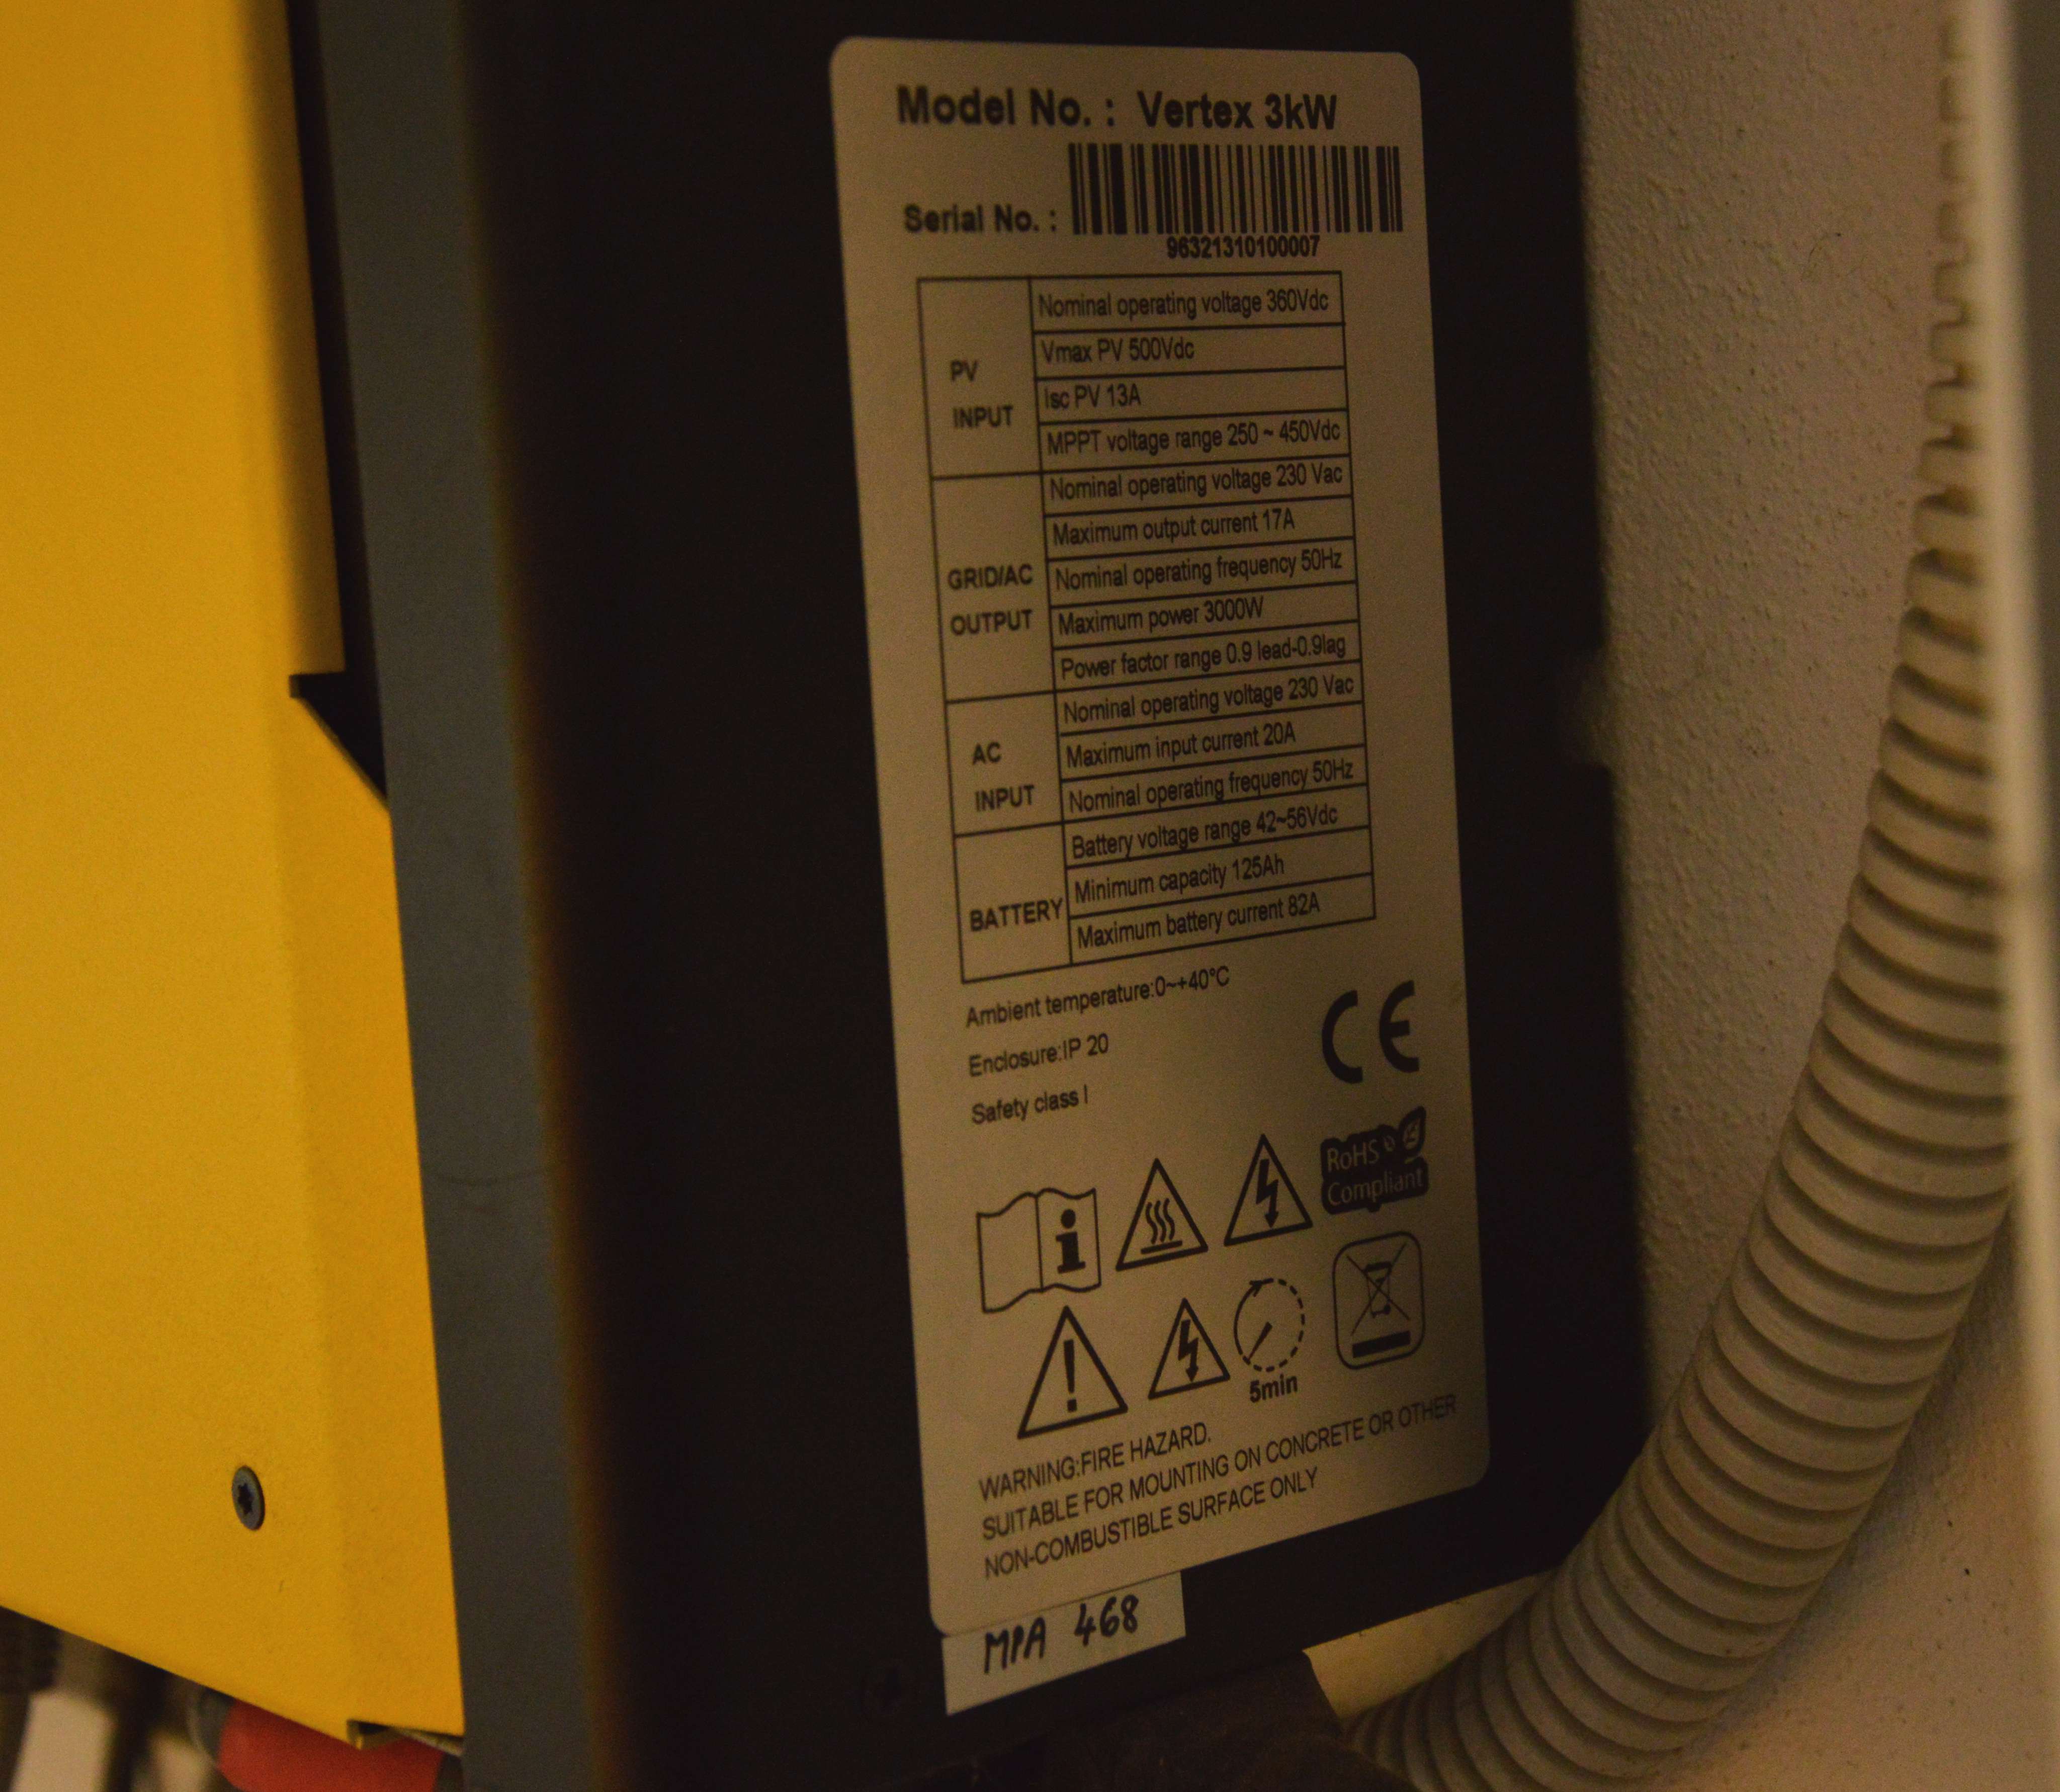 Model No. : Vertex 3kW
Serial No. :
96321310100007
PV INPUT
Nominal operating voltage 360Vdc
Vmax PV 500Vdc
Isc PV 13A
MPPT voltage range 250 ~ 450Vdc
GRID/AC OUTPUT
Nominal operating voltage 230 Vac
Maximum output current 17A
Nominal operating frequency 50Hz
Maximum power 3000W
Power factor range 0.9 lead-0.9lag
AC INPUT
Nominal operating voltage 230 Vac
Maximum input current 20A
Nominal operating frequency 50Hz
BATTERY
Battery voltage range 42~56Vdc
Minimum capacity 125Ah
Maximum battery current 82A
Ambient temperature:0~+40°C
Enclosure:IP 20
Safety class I
CE
RoHS
Compliant
i
5min
WARNING:FIRE HAZARD.
SUITABLE FOR MOUNTING ON CONCRETE OR OTHER
NON-COMBUSTIBLE SURFACE ONLY
MPA 468